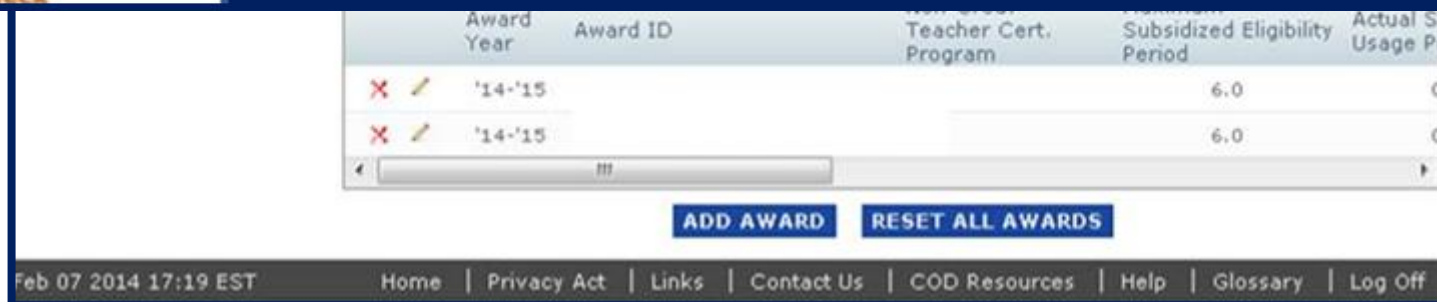 Award Year
Award ID
Teacher Cert. Program
Subsidized Eligibility Period
Actual
Usage
'14-'15 6.0
'14-'15 6.0
ADD AWARD RESET ALL AWARDS
Feb 07 2014 17:19 EST Home | Privacy Act | Links | Contact Us | COD Resources | Help | Glossary | Log Off